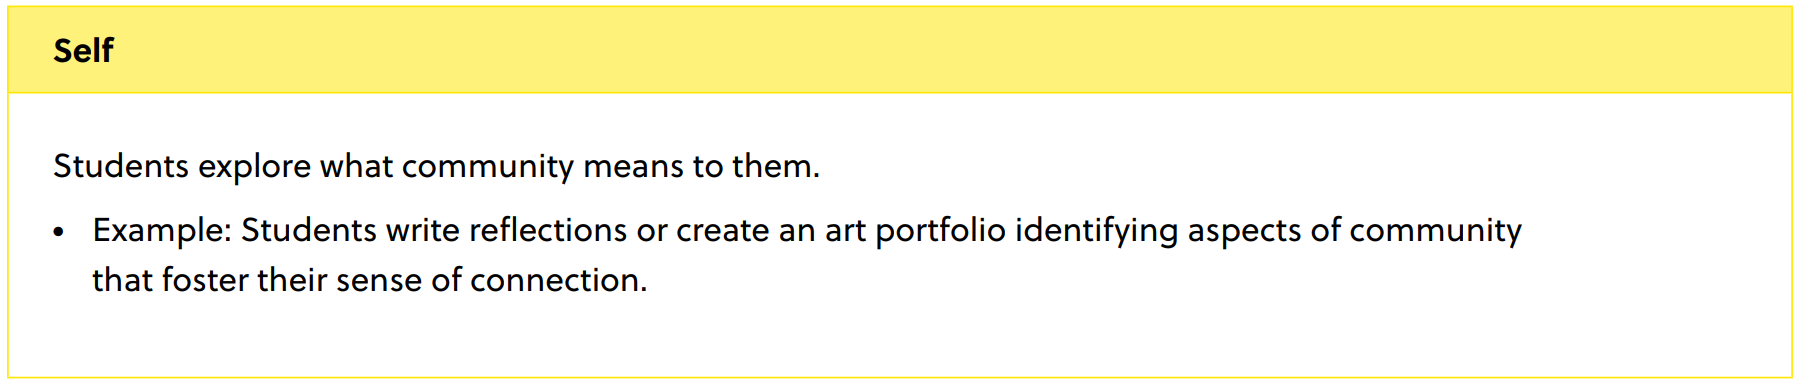 Self
Students explore what community means to them.
• Example: Students write reflections or create an art portfolio identifying aspects of community
that foster their sense of connection.